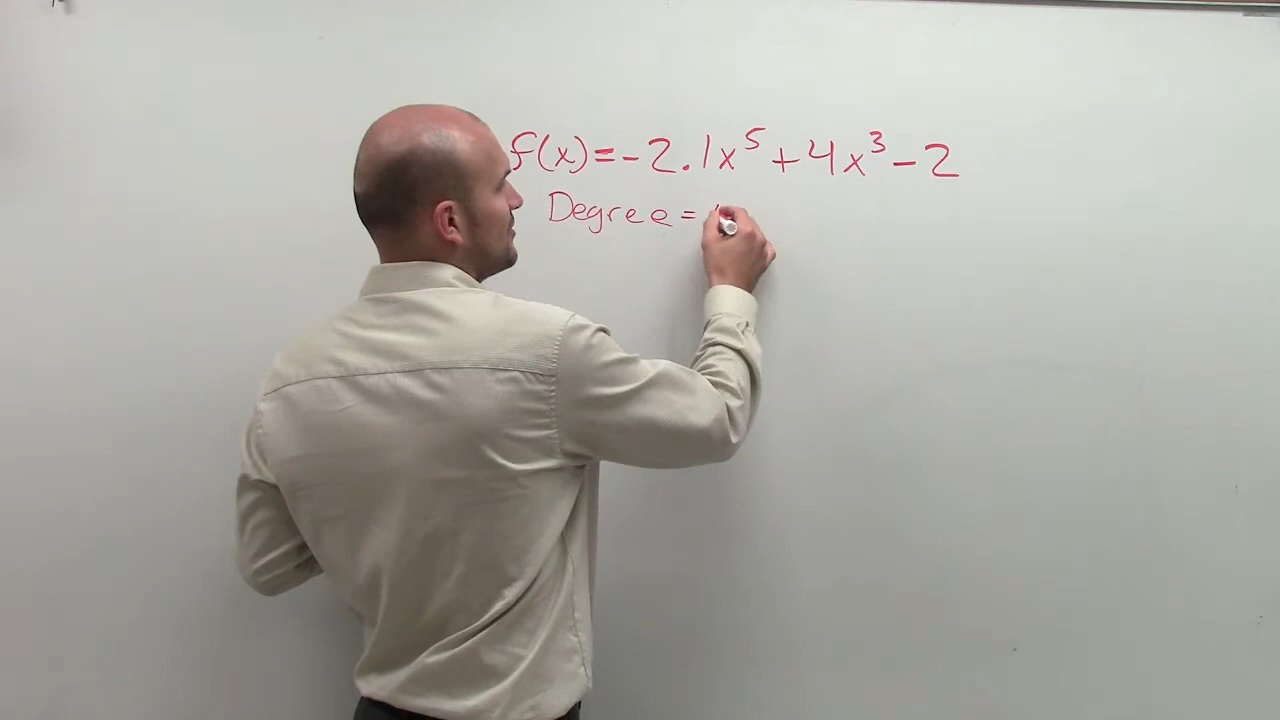 f(x)=-2.1x⁵+4x³-2
Degree =